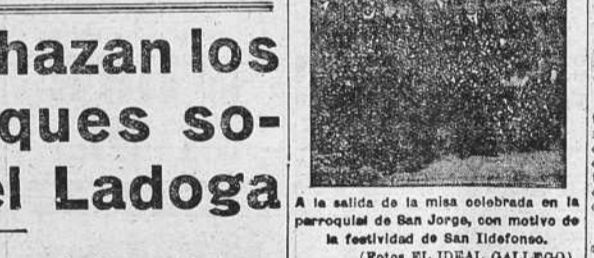 hazan los
ques so-
el Ladoga
A la salida de la misa celebrada en la
parroquial de San Jorge, con motivo de
la festividad de San Ildefonso.
(Fotos EL IDEAL GALLEGO)